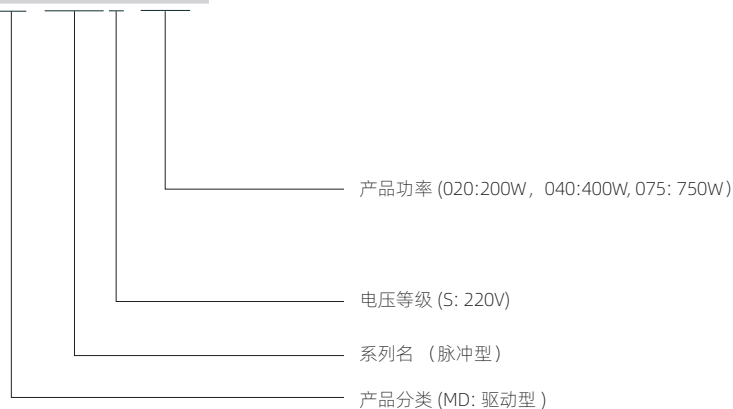 产品功率 (020:200W，040:400W, 075: 750W)
电压等级 (S: 220V)
系列名 （脉冲型）
产品分类 (MD: 驱动型 )